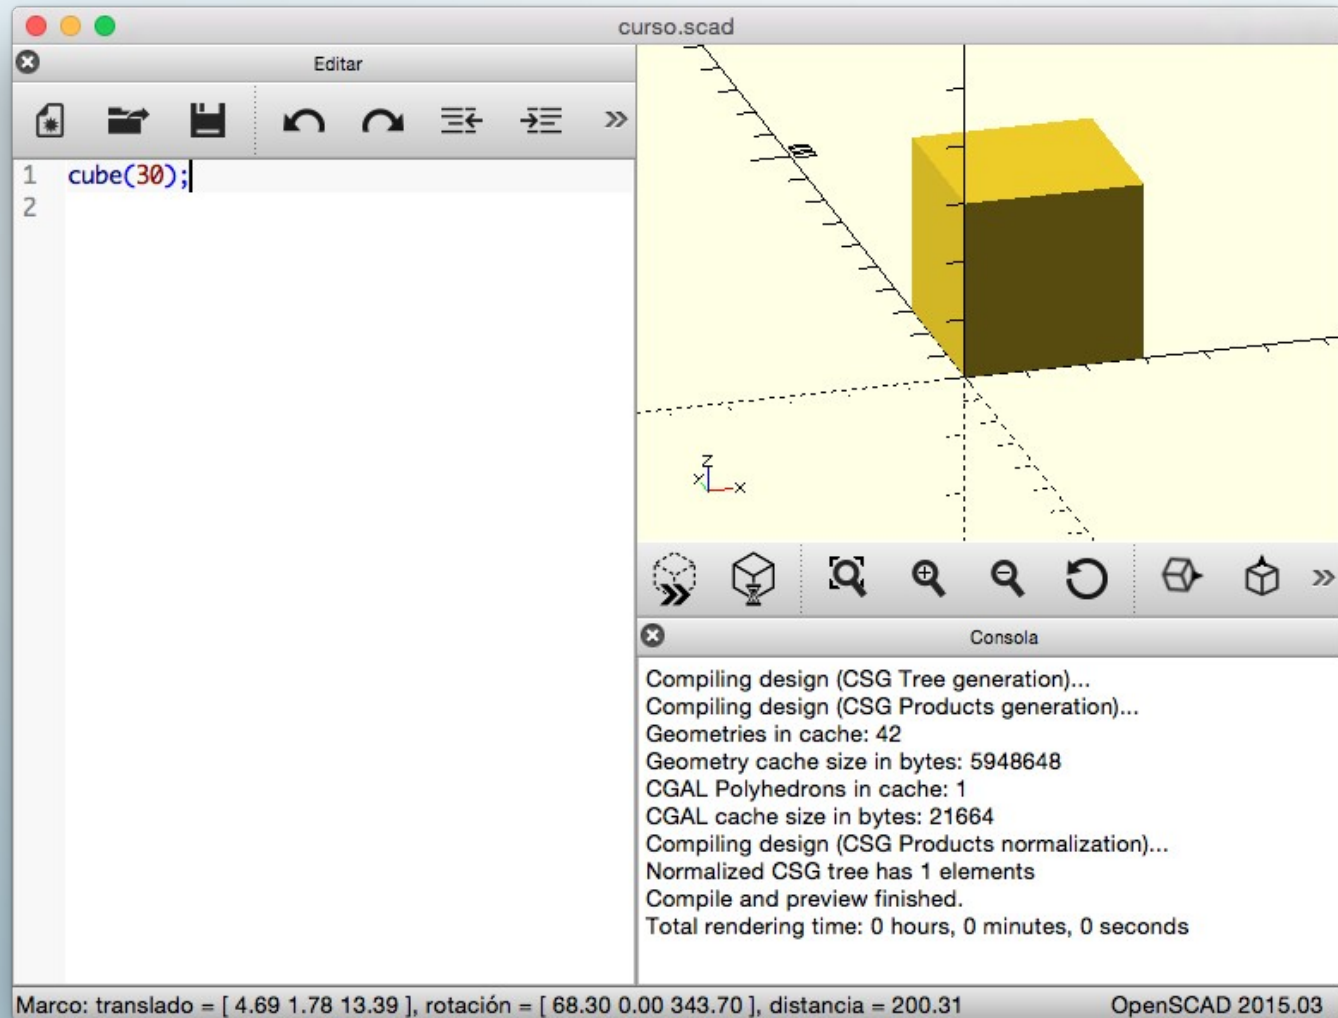 curso.scad
Editar
1 cube(30);
2
Z
X
Consola
Compiling design (CSG Tree generation)...
Compiling design (CSG Products generation)...
Geometries in cache: 42
Geometry cache size in bytes: 5948648
CGAL Polyhedrons in cache: 1
CGAL cache size in bytes: 21664
Compiling design (CSG Products normalization)...
Normalized CSG tree has 1 elements
Compile and preview finished.
Total rendering time: 0 hours, 0 minutes, 0 seconds
Marco: translado = [ 4.69 1.78 13.39 ], rotación = [ 68.30 0.00 343.70 ], distancia = 200.31 OpenSCAD 2015.03